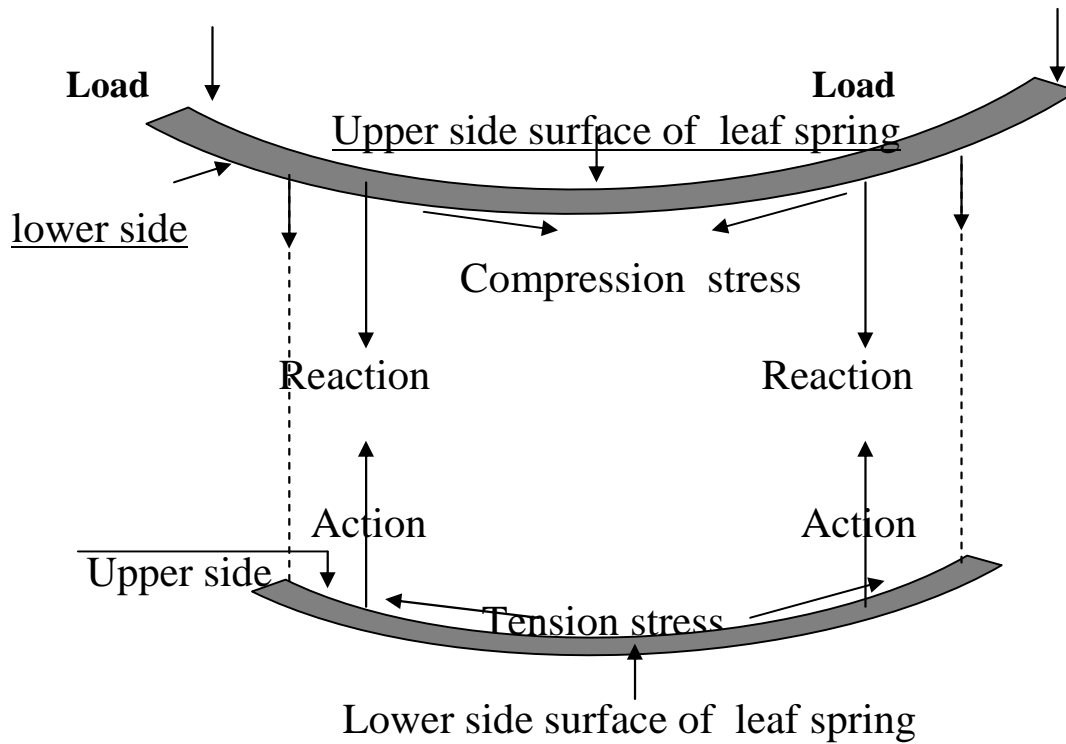 Load Load
Upper side surface of leaf spring
lower side
Compression stress
Reaction Reaction
Action Action
Upper side
Tension stress
Lower side surface of leaf spring